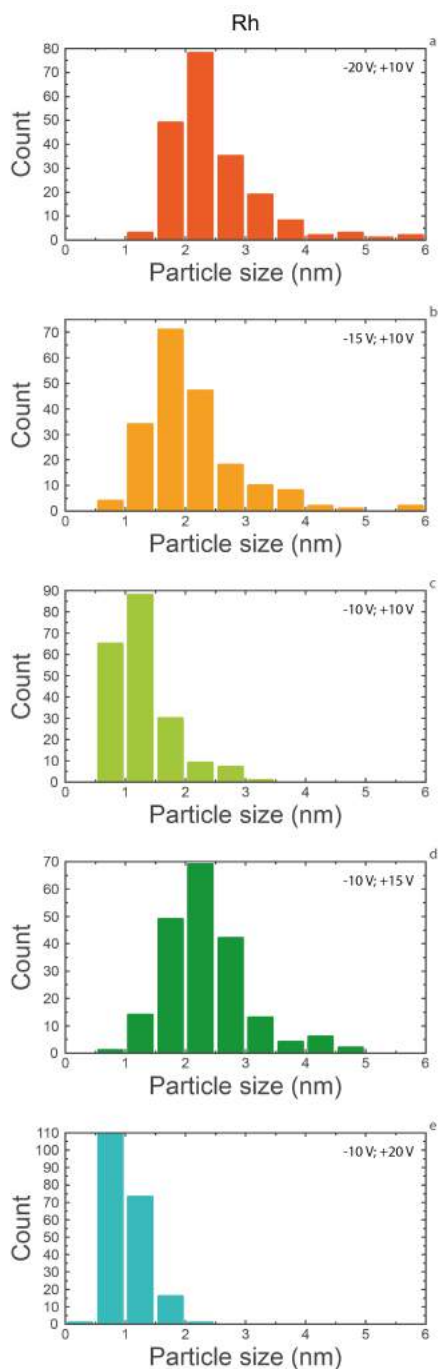 Rh
a
80
-20 V; +10 V
70
60
50
40
30
20
10
0
0 1 2 3 4 5 6
Count
Particle size (nm)
b
-15 V; +10 V
70
60
50
40
30
20
10
0
0 1 2 3 4 5 6
Count
Particle size (nm)
c
90
-10 V; +10 V
80
70
60
50
40
30
20
10
0
0 1 2 3 4 5 6
Count
Particle size (nm)
d
70
-10 V; +15 V
60
50
40
30
20
10
0
0 1 2 3 4 5 6
Count
Particle size (nm)
e
110
-10 V; +20 V
100
90
80
70
60
50
40
30
20
10
0
0 1 2 3 4 5 6
Count
Particle size (nm)